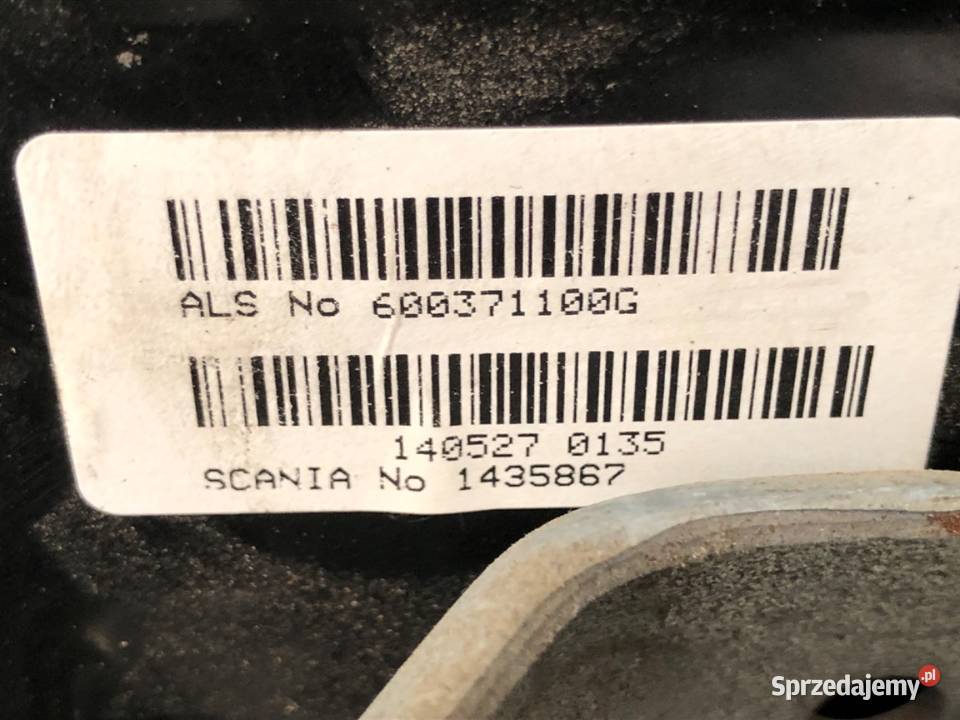 ALS No 600371100G
140527 0135
SCANIA No 1435867
Sprzedajemy.pl